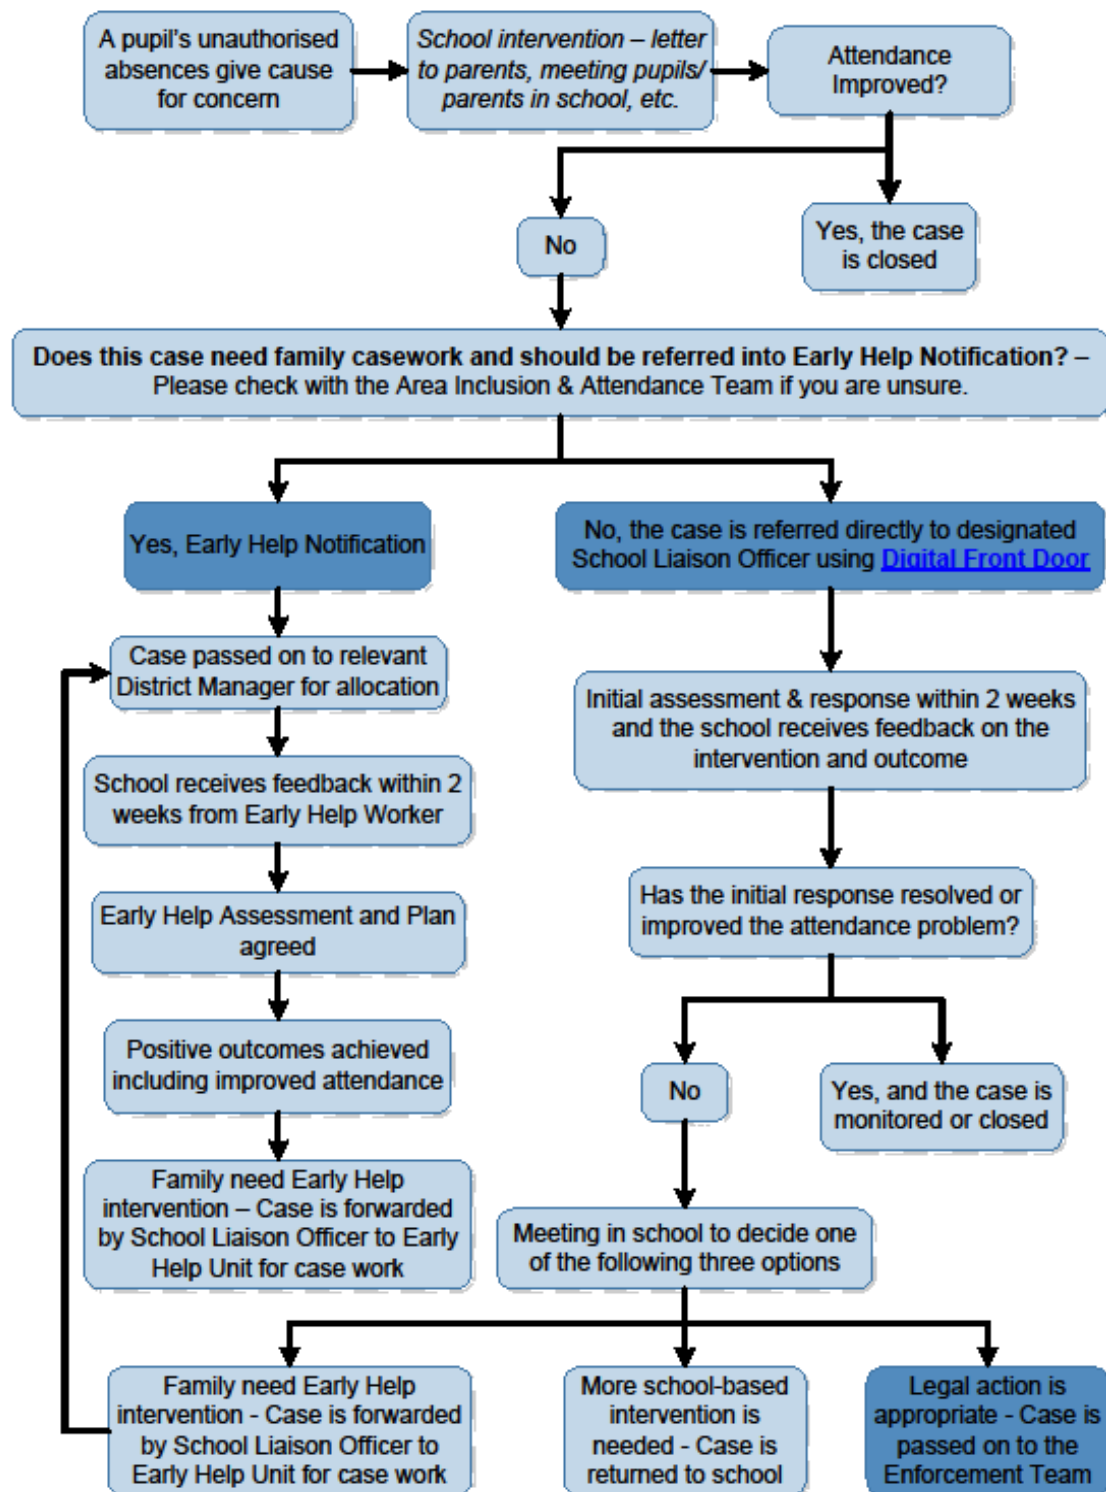 A pupil's unauthorised
absences give cause
for concern
School intervention – letter
to parents, meeting pupils/
parents in school, etc.
Attendance
Improved?
No
Yes, the case
is closed
Does this case need family casework and should be referred into Early Help Notification? –
Please check with the Area Inclusion & Attendance Team if you are unsure.
Yes, Early Help Notification
No, the case is referred directly to designated
School Liaison Officer using Digital Front Door
Case passed on to relevant
District Manager for allocation
School receives feedback within 2
weeks from Early Help Worker
Early Help Assessment and Plan
agreed
Positive outcomes achieved
including improved attendance
Family need Early Help
intervention – Case is forwarded
by School Liaison Officer to Early
Help Unit for case work
Initial assessment & response within 2 weeks
and the school receives feedback on the
intervention and outcome
Has the initial response resolved or
improved the attendance problem?
No
Yes, and the case is
monitored or closed
Meeting in school to decide one
of the following three options
Family need Early Help
intervention - Case is forwarded
by School Liaison Officer to
Early Help Unit for case work
More school-based
intervention is
needed - Case is
returned to school
Legal action is
appropriate - Case is
passed on to the
Enforcement Team